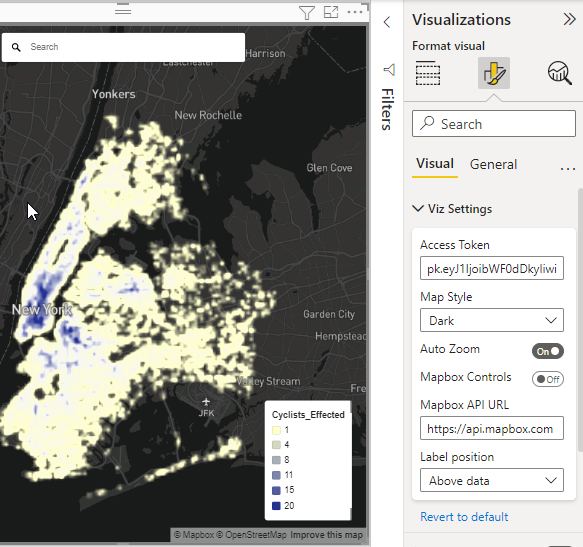 Search
Harrison
Eastchester
Yonkers
New Rochelle
Glen Cove
New York
Garden City
Hempstea
Valley Stream
Fre
JFK
Cyclists_Effected
1
4
8
11
15
20
© Mapbox © OpenStreetMap Improve this map
Filters
Visualizations
Format visual
Search
Visual
General
...
Viz Settings
Access Token
pk.eyJ1IjoibWF0dDkyliwi
Map Style
Dark
Auto Zoom
On
Mapbox Controls
Off
Mapbox API URL
https://api.mapbox.com
Label position
Above data
Revert to default